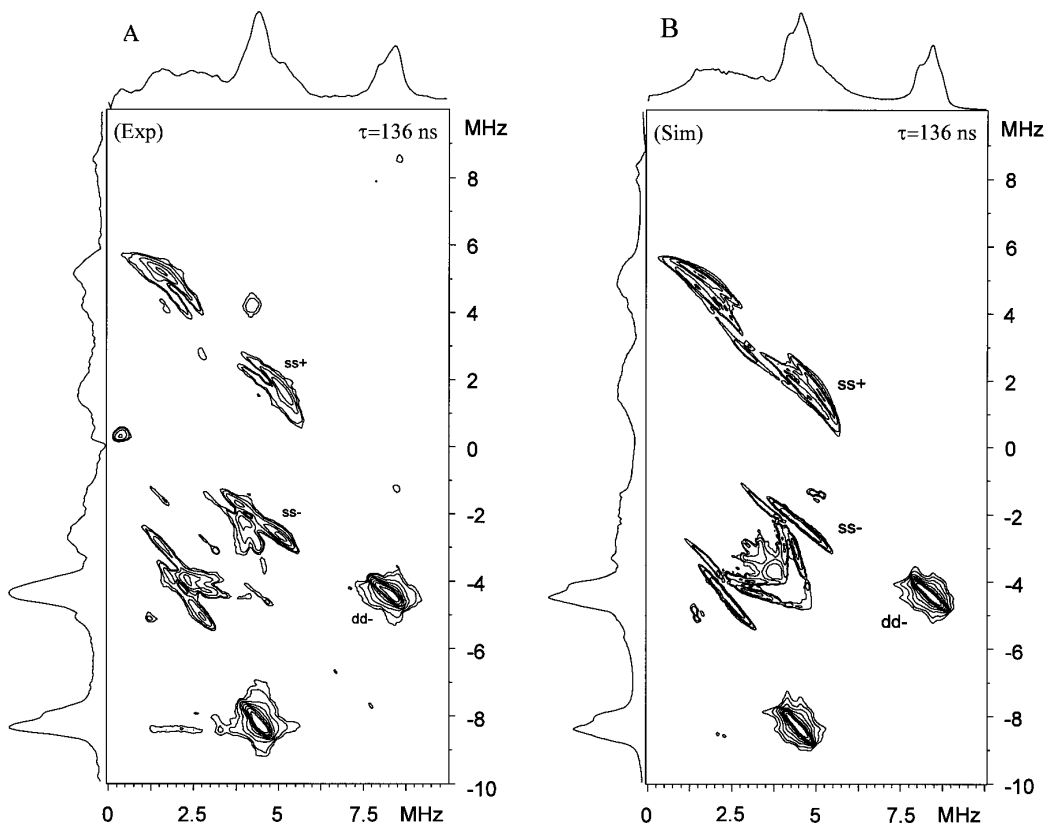 A
(Exp) τ=136 ns
MHz
8
6
4
2
0
-2
-4
-6
-8
-10
ss+
ss-
dd-
0 2.5 5 7.5 MHz
B
(Sim) τ=136 ns
MHz
8
6
4
2
0
-2
-4
-6
-8
-10
ss+
ss-
dd-
0 2.5 5 7.5 MHz